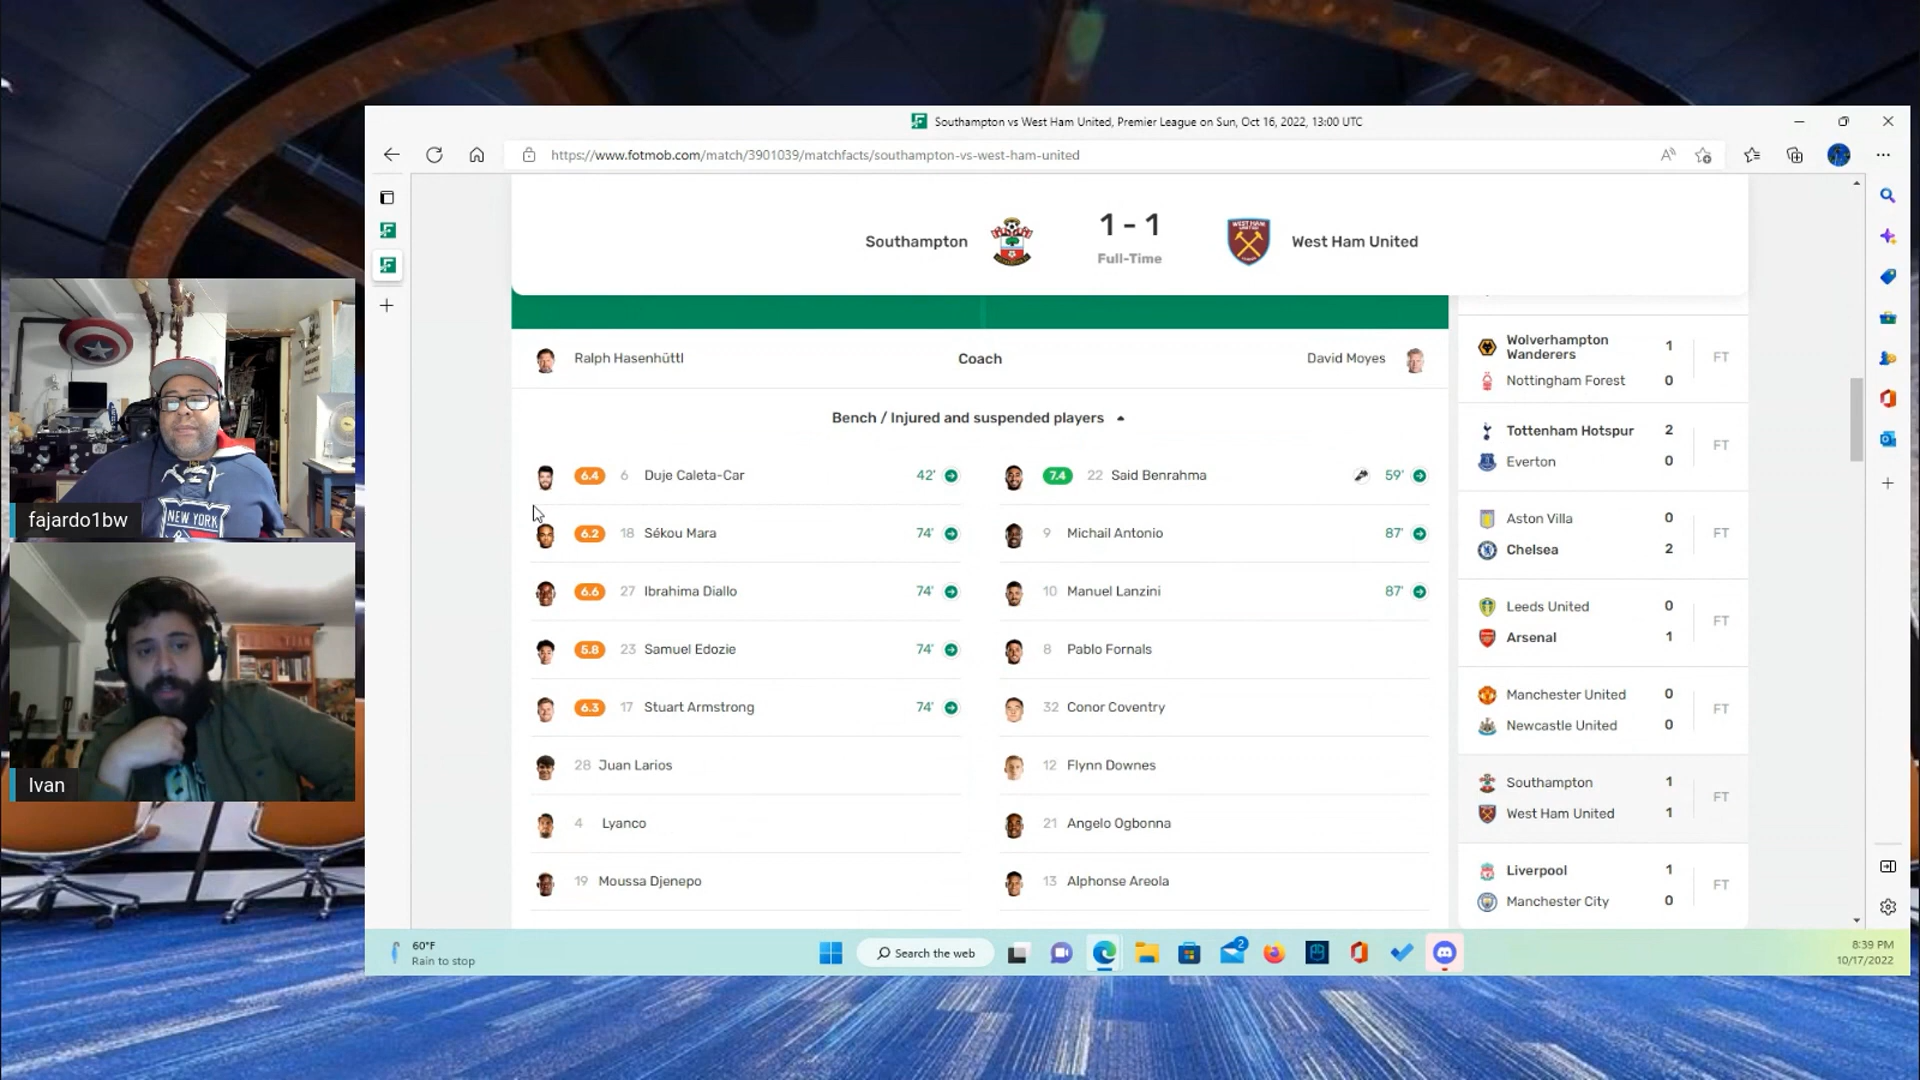 Southampton vs West Ham United, Premier League on Sun, Oct 16, 2022, 13:00 UTC
https://www.fotmob.com/match/3901039/matchfacts/southampton-vs-west-ham-united
Southampton
1 - 1
Full-Time
West Ham United
Ralph Hasenhüttl
Coach
David Moyes
Bench / Injured and suspended players
6.4 6 Duje Caleta-Car 42'
7.4 22 Said Benrahma 59'
6.2 18 Sékou Mara 74'
9 Michail Antonio 87'
6.6 27 Ibrahima Diallo 74'
10 Manuel Lanzini 87'
5.8 23 Samuel Edozie 74'
8 Pablo Fornals
6.3 17 Stuart Armstrong 74'
32 Conor Coventry
28 Juan Larios
12 Flynn Downes
4 Lyanco
21 Angelo Ogbonna
19 Moussa Djenepo
13 Alphonse Areola
Wolverhampton
Wanderers 1
Nottingham Forest 0
FT
Tottenham Hotspur 2
Everton 0
FT
Aston Villa 0
Chelsea 2
FT
Leeds United 0
Arsenal 1
FT
Manchester United 0
Newcastle United 0
FT
Southampton 1
West Ham United 1
FT
Liverpool 1
Manchester City 0
FT
fajardo1bw
NEW YORK
Ivan
60°F
Rain to stop
Search the web
2
8:39 PM
10/17/2022